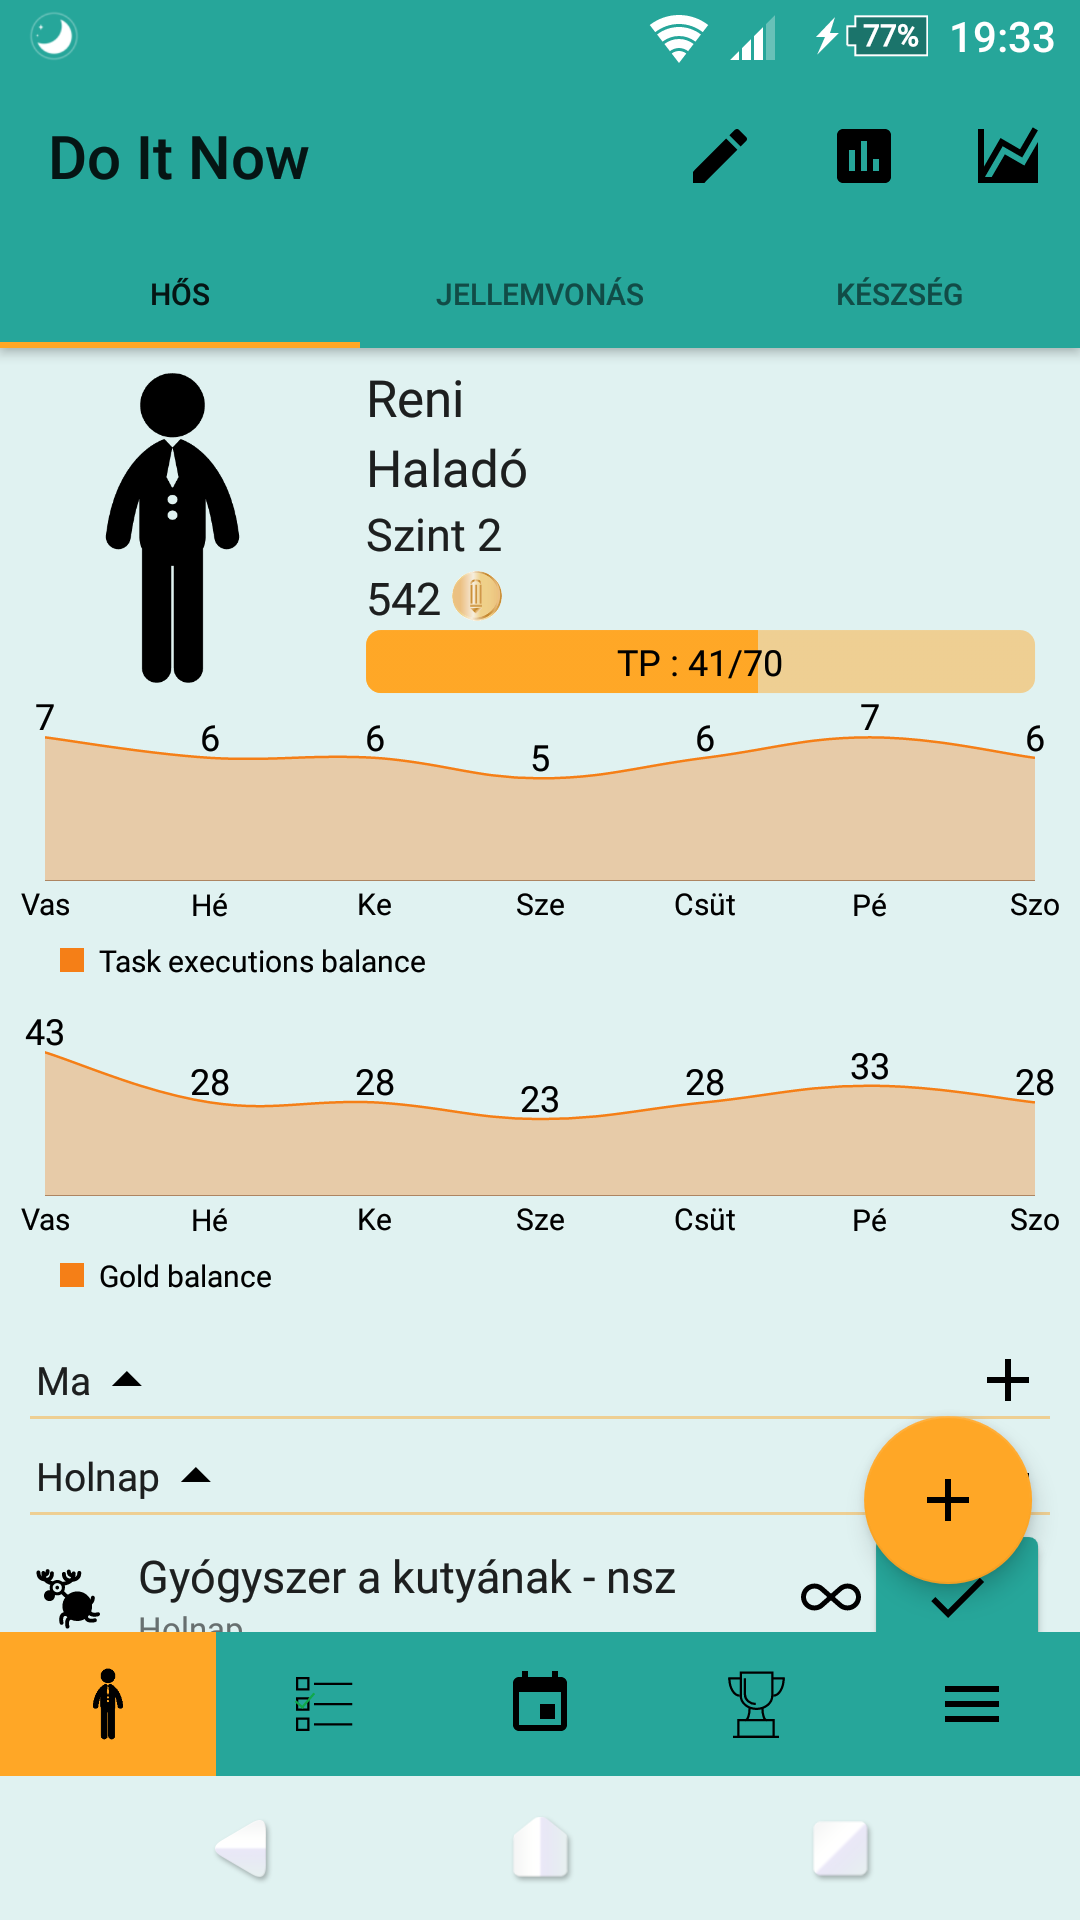 77% 19:33
Do It Now
HŐS JELLEMVONÁS KÉSZSÉG
Reni
Haladó
Szint 2
542
TP : 41/70
7 6 6 5 6 7 6
Vas Hé Ke Sze Csüt Pé Szo
Task executions balance
43 28 28 23 28 33 28
Vas Hé Ke Sze Csüt Pé Szo
Gold balance
Ma
Holnap
Gyógyszer a kutyának - nsz
Holnap